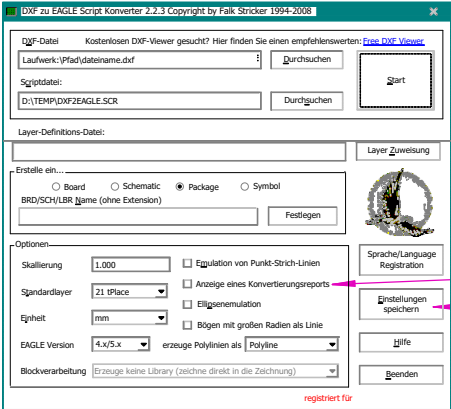 DXF zu EAGLE Script Konverter 2.2.3 Copyright by Falk Stricker 1994-2008
DXF-Datei Kostenlosen DXF-Viewer gesucht? Hier finden Sie einen empfehlenswerten: Free DXF Viewer
Laufwerk:\Pfad\dateiname.dxf Durchsuchen
Start
Scriptdatei:
D:\TEMP\DXF2EAGLE.SCR Durchsuchen
Layer-Definitions-Datei:
Layer Zuweisung
Erstelle ein...
Board Schematic Package Symbol
BRD/SCH/LBR Name (ohne Extension)
Festlegen
Optionen
Skallierung 1.000 Emulation von Punkt-Strich-Linien
Sprache/Language
Registration
Standardlayer 21 tPlace Anzeige eines Konvertierungsreports
Ellipsenemulation
Einstellungen
speichern
Einheit mm Bögen mit großen Radien als Linie
EAGLE Version 4.x/5.x erzeuge Polylinien als Polyline
Hilfe
Blockverarbeitung Erzeuge keine Library (zeichne direkt in die Zeichnung)
Beenden
registriert für